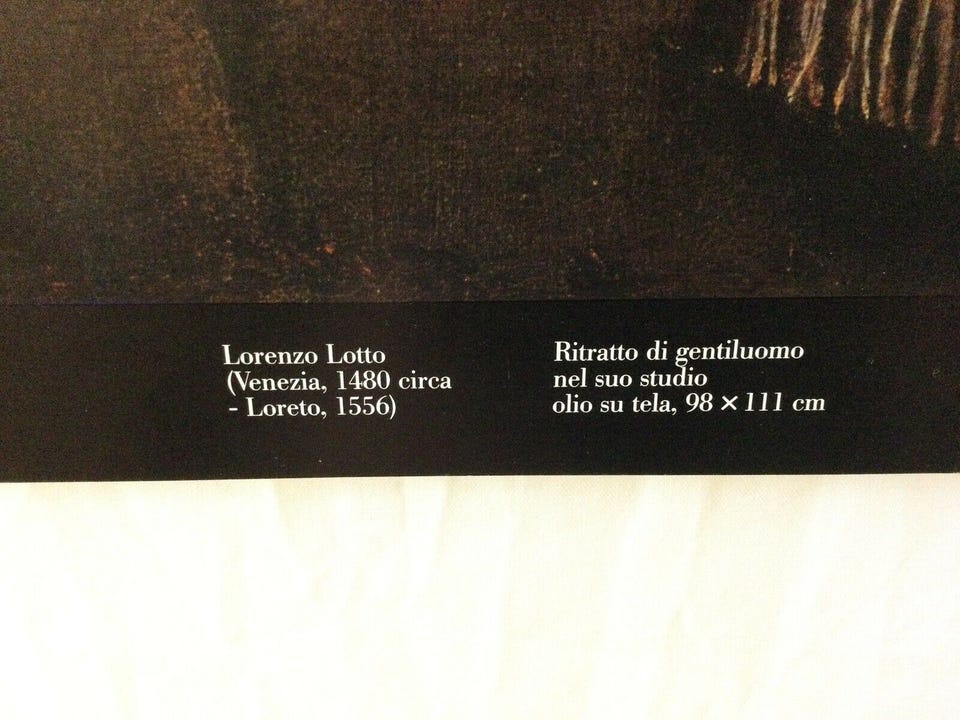 Lorenzo Lotto
(Venezia, 1480 circa
- Loreto, 1556)
Ritratto di gentiluomo
nel suo studio
olio su tela, 98 × 111 cm